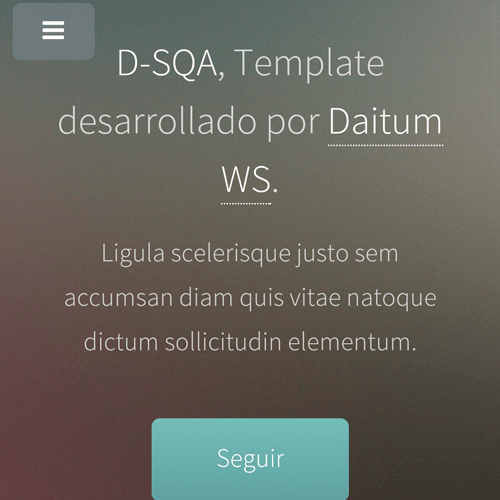 D-SQA, Template
desarrollado por Daitum
WS.
Ligula scelerisque justo sem
accumsan diam quis vitae natoque
dictum sollicitudin elementum.
Seguir